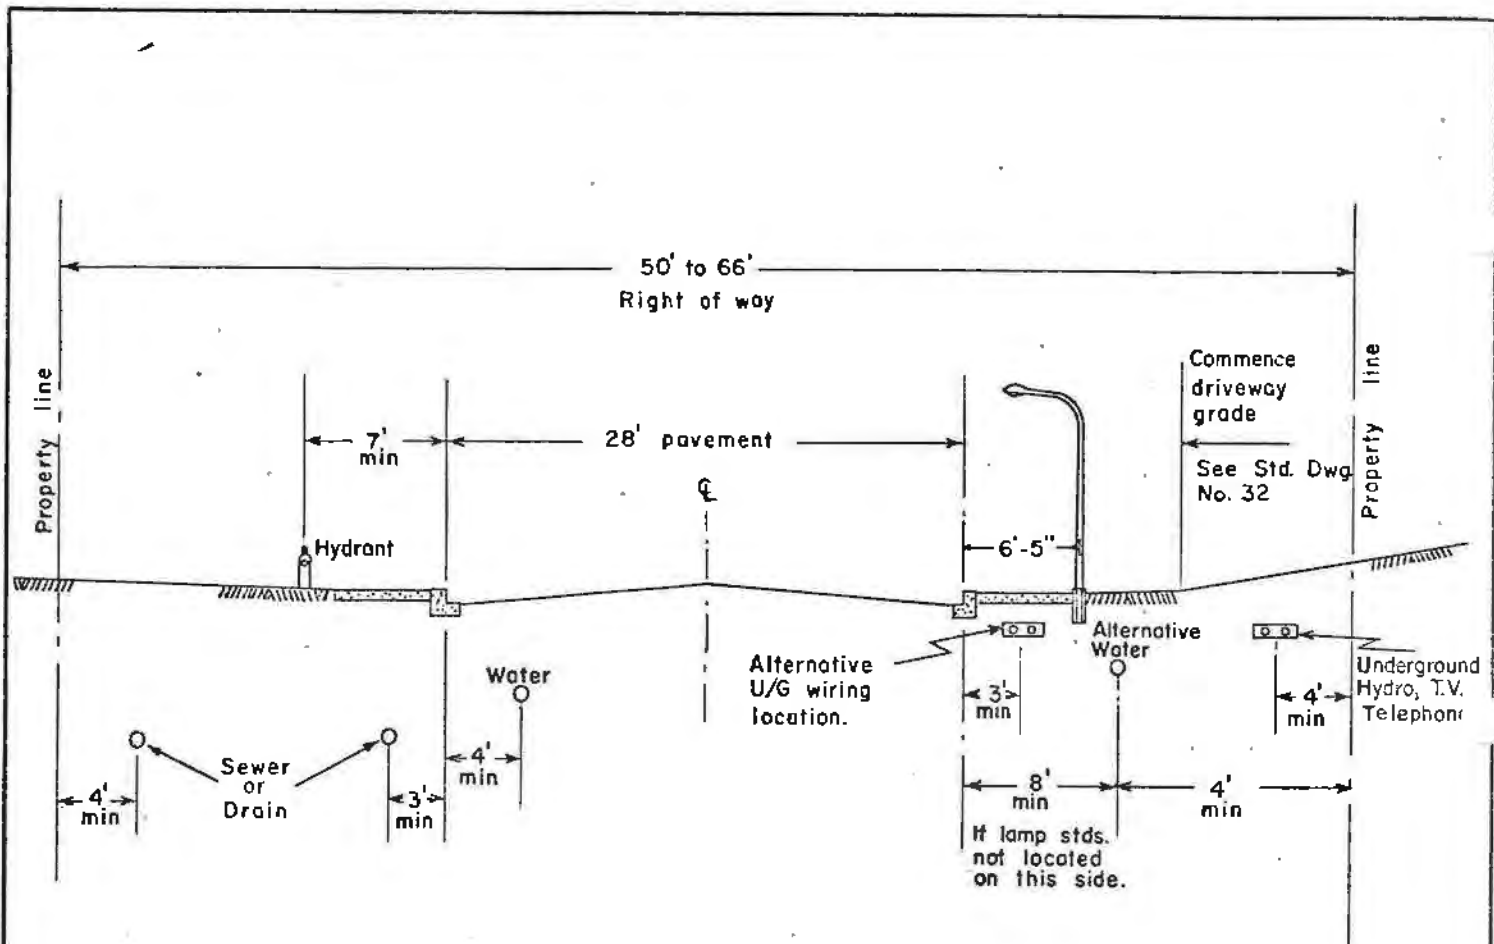 50' to 66'
Right of way
Property line
Property line
Commence
driveway
grade
See Std. Dwg
No. 32
7'
min
28' pavement
℄
Hydrant
6'-5"
Alternative
Water
Water
Alternative
U/G wiring
location.
3'
min
4'
min
Underground
Hydro, T.V.
Telephone
Sewer
or
Drain
4'
min
3'
min
4'
min
8'
min
4'
min
If lamp stds.
not located
on this side.